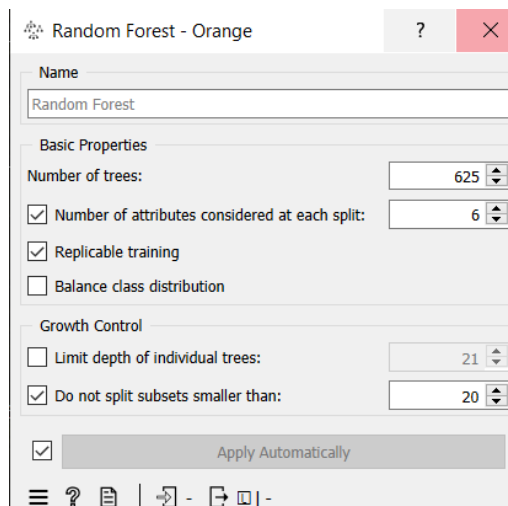 Random Forest - Orange ?
Name
Random Forest
Basic Properties
Number of trees: 625
Number of attributes considered at each split: 6
Replicable training
Balance class distribution
Growth Control
Limit depth of individual trees: 21
Do not split subsets smaller than: 20
Apply Automatically
? - | -